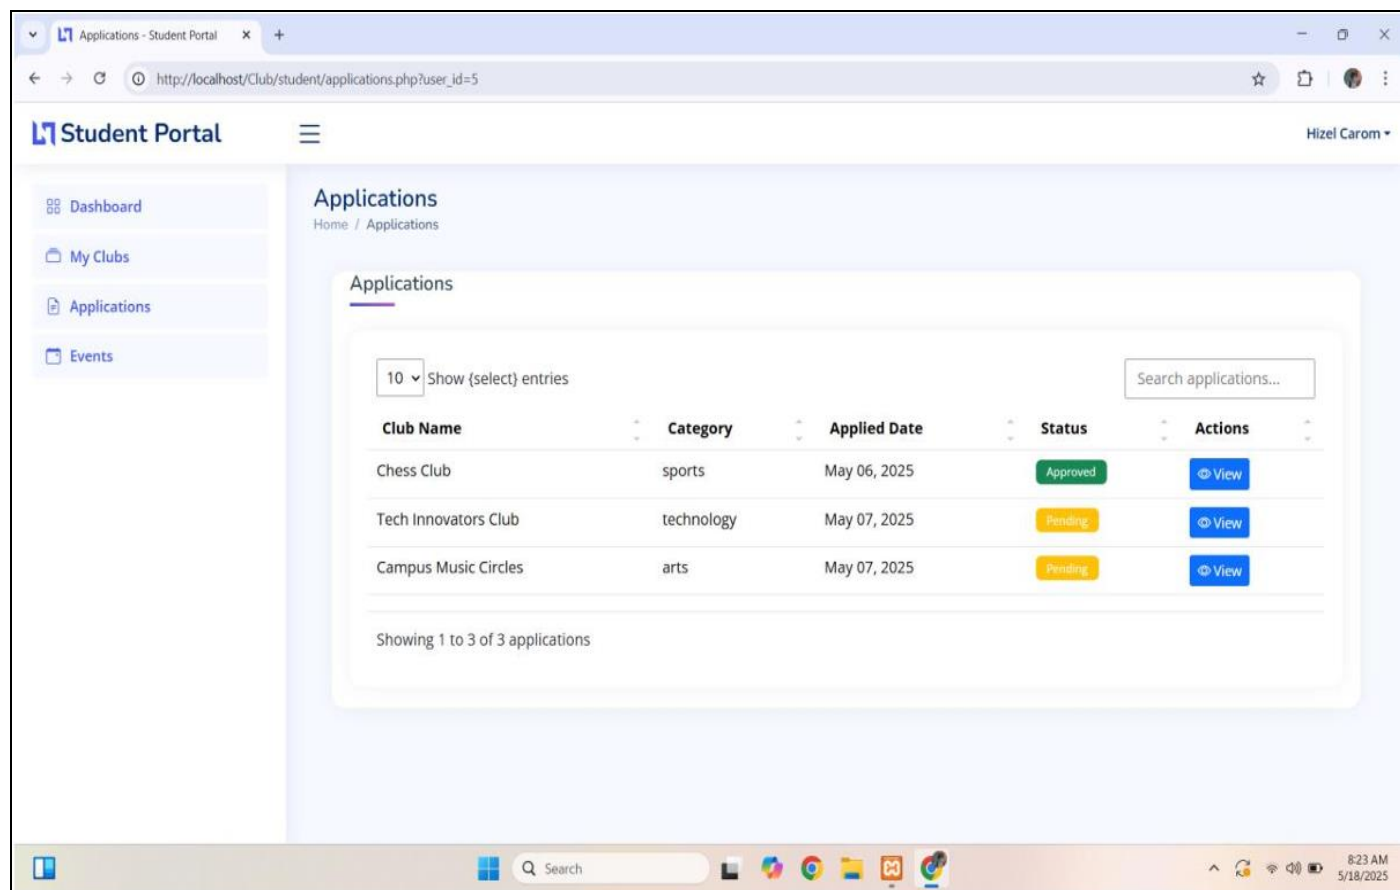 Applications - Student Portal
http://localhost/Club/student/applications.php?user_id=5
Student Portal
Hizel Carom
Dashboard
My Clubs
Applications
Events
Applications
Home / Applications
Applications
10 Show {select} entries
Search applications...
Club Name Category Applied Date Status Actions
Chess Club sports May 06, 2025 Approved View
Tech Innovators Club technology May 07, 2025 Pending View
Campus Music Circles arts May 07, 2025 Pending View
Showing 1 to 3 of 3 applications
Search
8:23 AM
5/18/2025